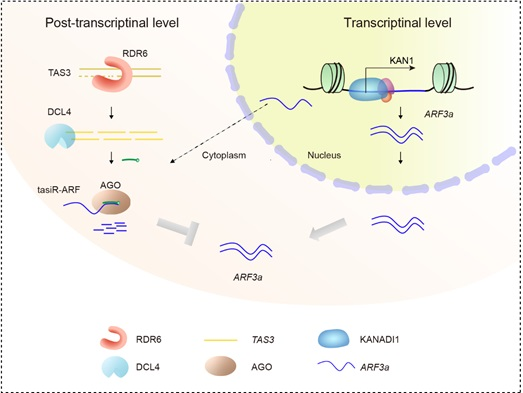 Post-transcriptinal level
Transcriptinal level
RDR6
TAS3
KAN1
DCL4
ARF3a
Cytoplasm
Nucleus
tasiR-ARF
AGO
ARF3a
RDR6
TAS3
KANADI1
DCL4
AGO
ARF3a